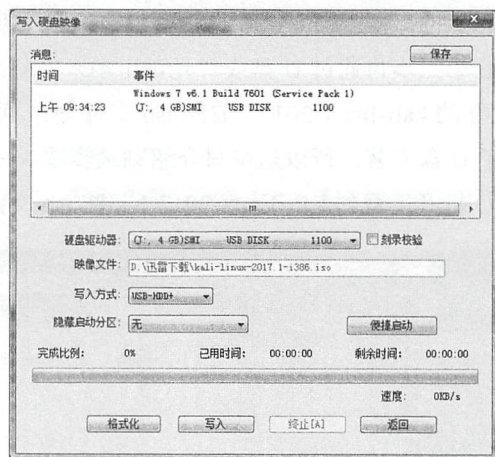 写入硬盘映像
消息:
保存
时间 事件
Windows 7 v6.1 Build 7601 (Service Pack 1)
上午 09:34:23 (J:, 4 GB)SMI USB DISK 1100
硬盘驱动器: (J:, 4 GB)SMI USB DISK 1100 刻录校验
映像文件: D:\迅雷下载\kali-linux-2017.1-i386.iso
写入方式: USB-HDD+
隐藏启动分区: 无 便捷启动
完成比例: 0% 已用时间: 00:00:00 剩余时间: 00:00:00
速度: 0KB/s
格式化 写入 终止[A] 返回